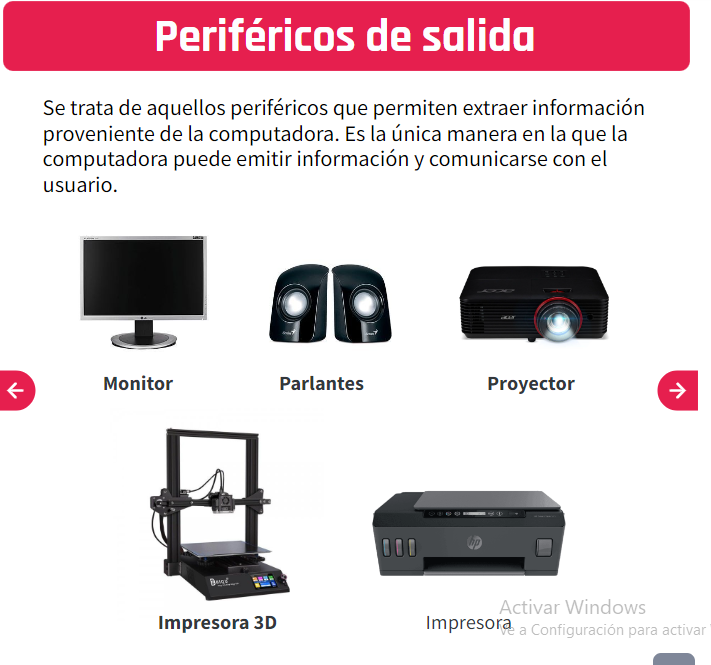 Periféricos de salida
Se trata de aquellos periféricos que permiten extraer información
proveniente de la computadora. Es la única manera en la que la
computadora puede emitir información y comunicarse con el
usuario.
Monitor
Parlantes
Proyector
acer
hp
Impresora 3D
Impresora
Activar Windows
Ve a Configuración para activar